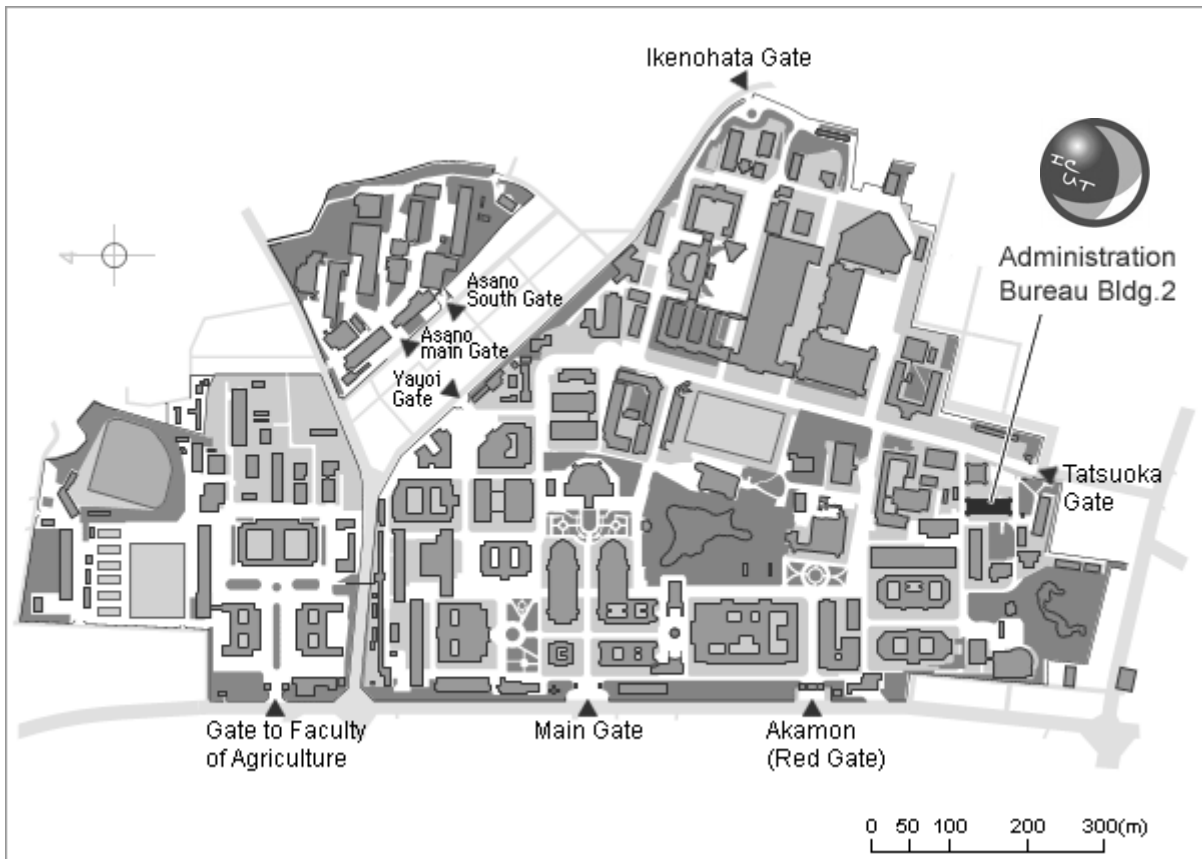 Ikenohata Gate
HCUT
Administration
Bureau Bldg.2
Asano
South Gate
Asano
main Gate
Yayoi
Gate
Tatsuoka
Gate
Gate to Faculty
of Agriculture
Main Gate
Akamon
(Red Gate)
0 50 100 200 300(m)